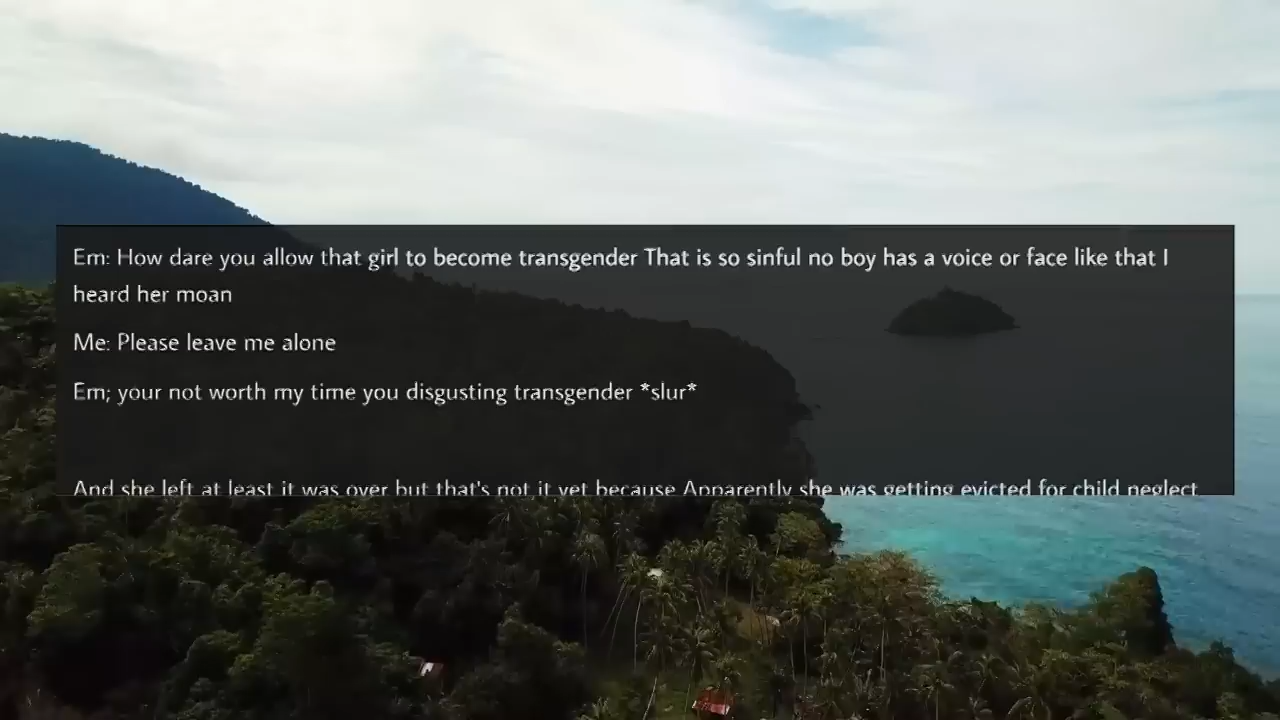 Em: How dare you allow that girl to become transgender That is so sinful no boy has a voice or face like that I
heard her moan
Me: Please leave me alone
Em; your not worth my time you disgusting transgender *slur*
And she left at least it was over but that's not it yet because Apparently she was getting evicted for child neglect